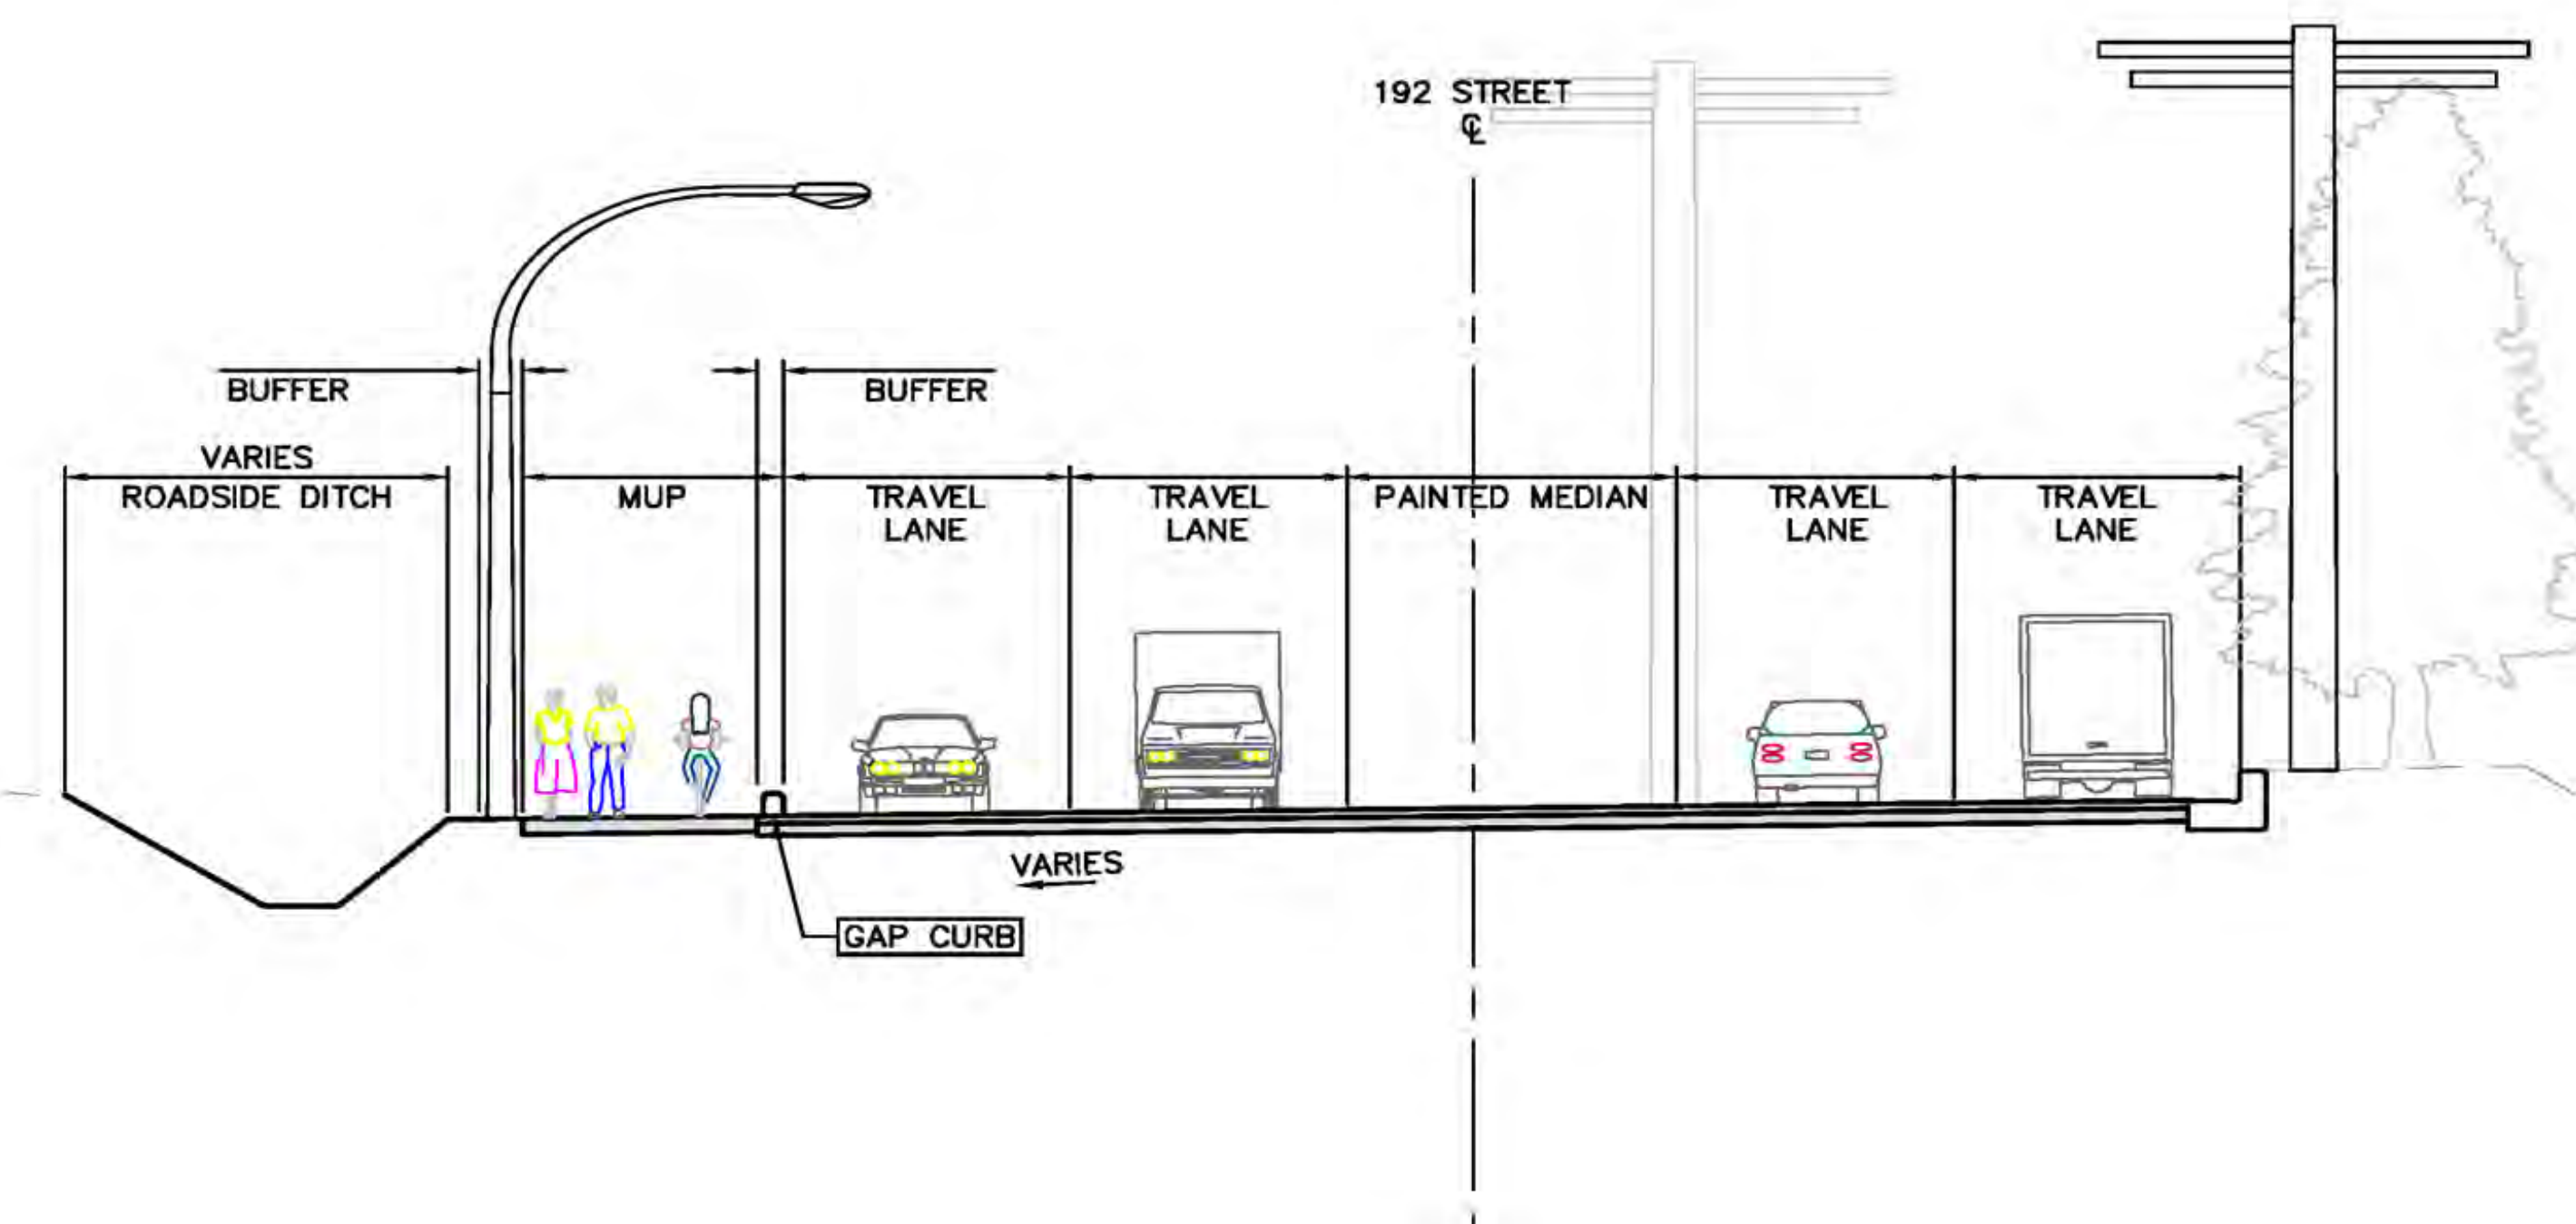 192 STREET
℄
BUFFER
BUFFER
VARIES
ROADSIDE DITCH
MUP
TRAVEL
LANE
TRAVEL
LANE
PAINTED MEDIAN
TRAVEL
LANE
TRAVEL
LANE
VARIES
GAP CURB